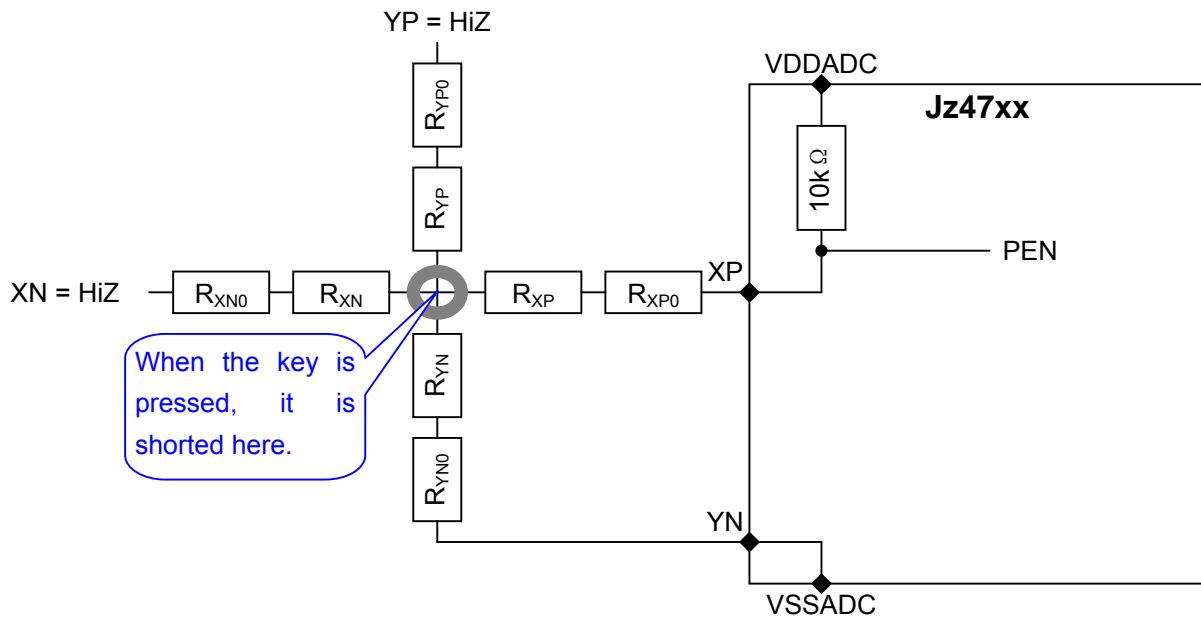 YP = HiZ
VDDADC
Jz47xx
RYP0
10k Ω
RYP
PEN
XP
XN = HiZ
RXN0
RXN
RXP
RXP0
When the key is
pressed, it is
shorted here.
RYN
RYN0
YN
VSSADC